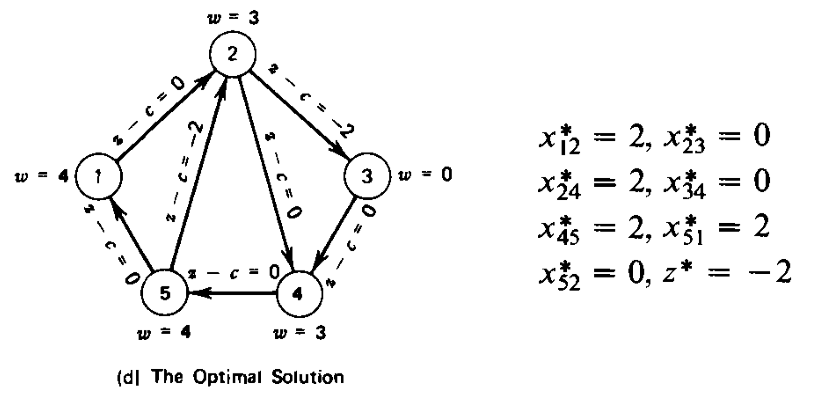 w = 3
2
z - c = 0
z - c = -2
z - c = -2
z - c = 0
w = 4
1
3
w = 0
z - c = 0
z - c = 0
z - c = 0
5
4
w = 4
w = 3
(d) The Optimal Solution
x*12 = 2, x*23 = 0
x*24 = 2, x*34 = 0
x*45 = 2, x*51 = 2
x*52 = 0, z* = -2